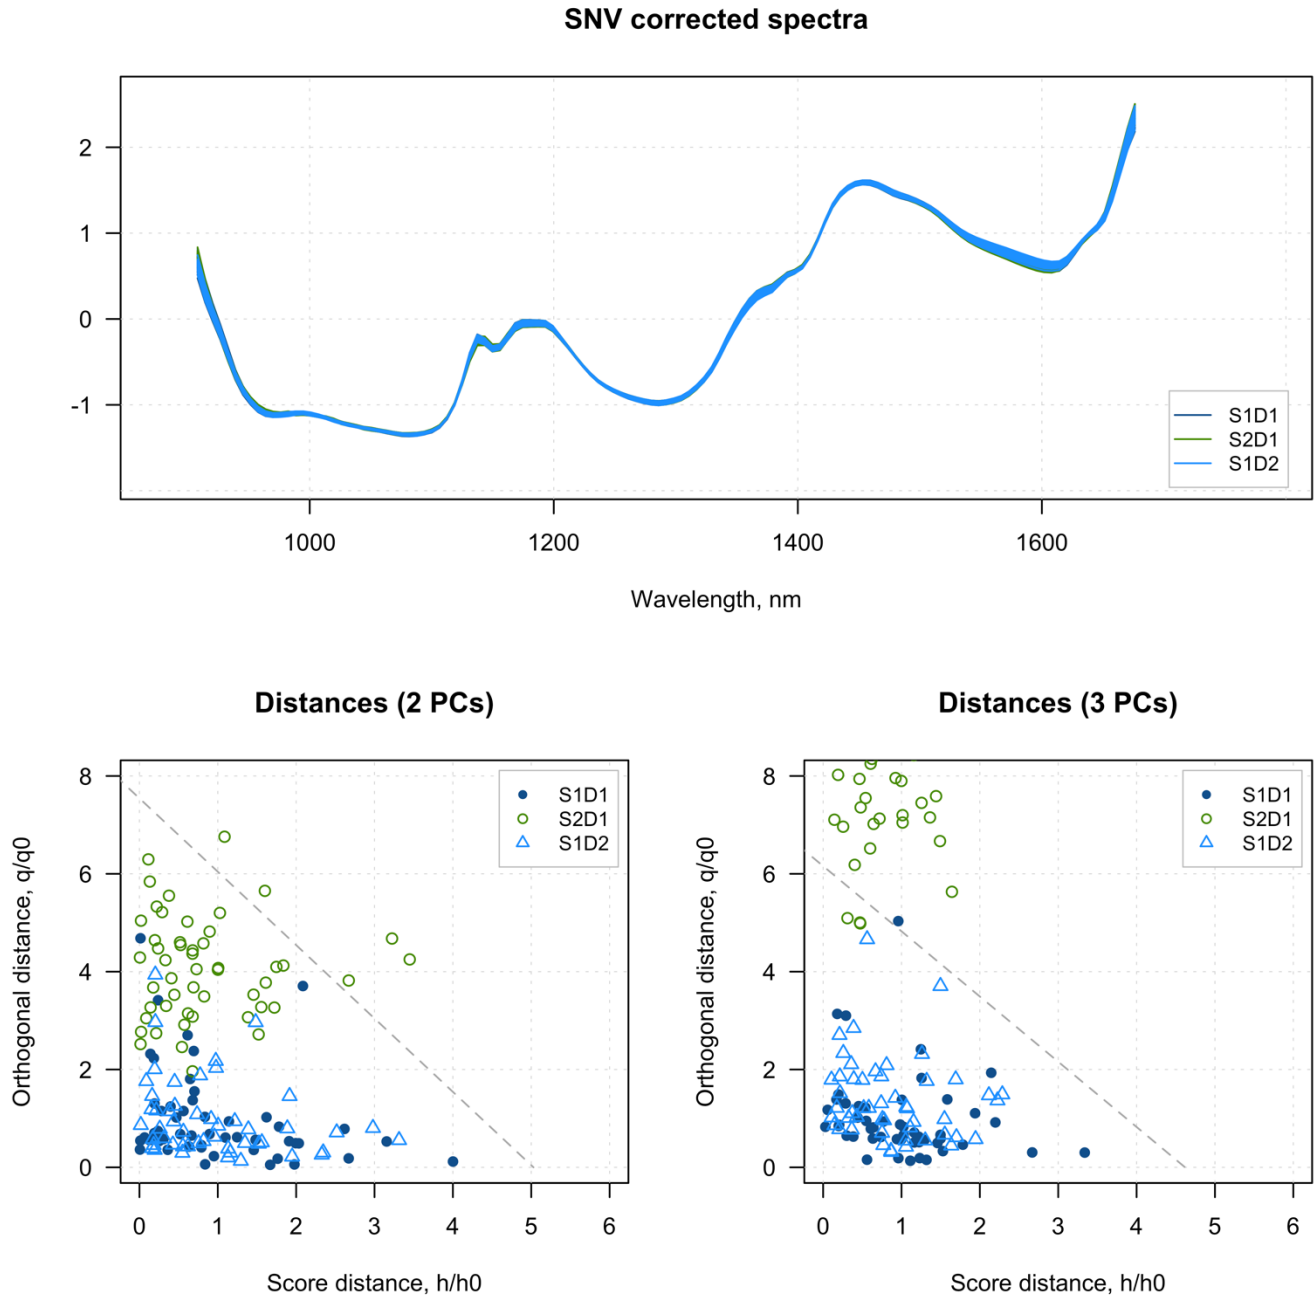 SNV corrected spectra
2
1
0
-1
S1D1
S2D1
S1D2
1000 1200 1400 1600
Wavelength, nm
Distances (2 PCs)
Orthogonal distance, q/q0
8
6
4
2
0
S1D1
S2D1
S1D2
0 1 2 3 4 5 6
Score distance, h/h0
Distances (3 PCs)
Orthogonal distance, q/q0
8
6
4
2
0
S1D1
S2D1
S1D2
0 1 2 3 4 5 6
Score distance, h/h0